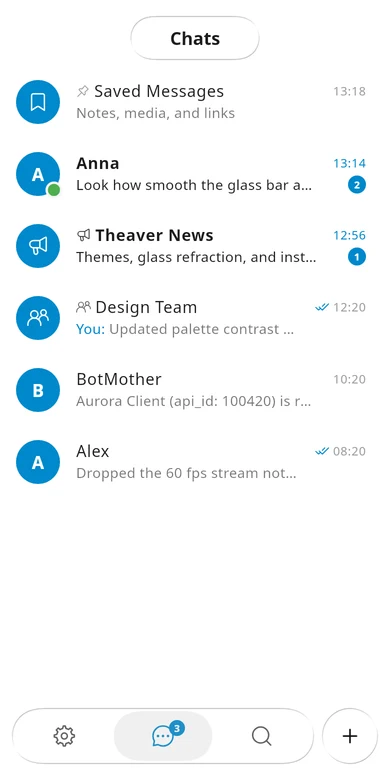 Chats
Saved Messages 13:18
Notes, media, and links
A
Anna 13:14
Look how smooth the glass bar a... 2
Theaver News 12:56
Themes, glass refraction, and inst... 1
Design Team 12:20
You: Updated palette contrast ...
B
BotMother 10:20
Aurora Client (api_id: 100420) is r...
A
Alex 08:20
Dropped the 60 fps stream not...
3
+